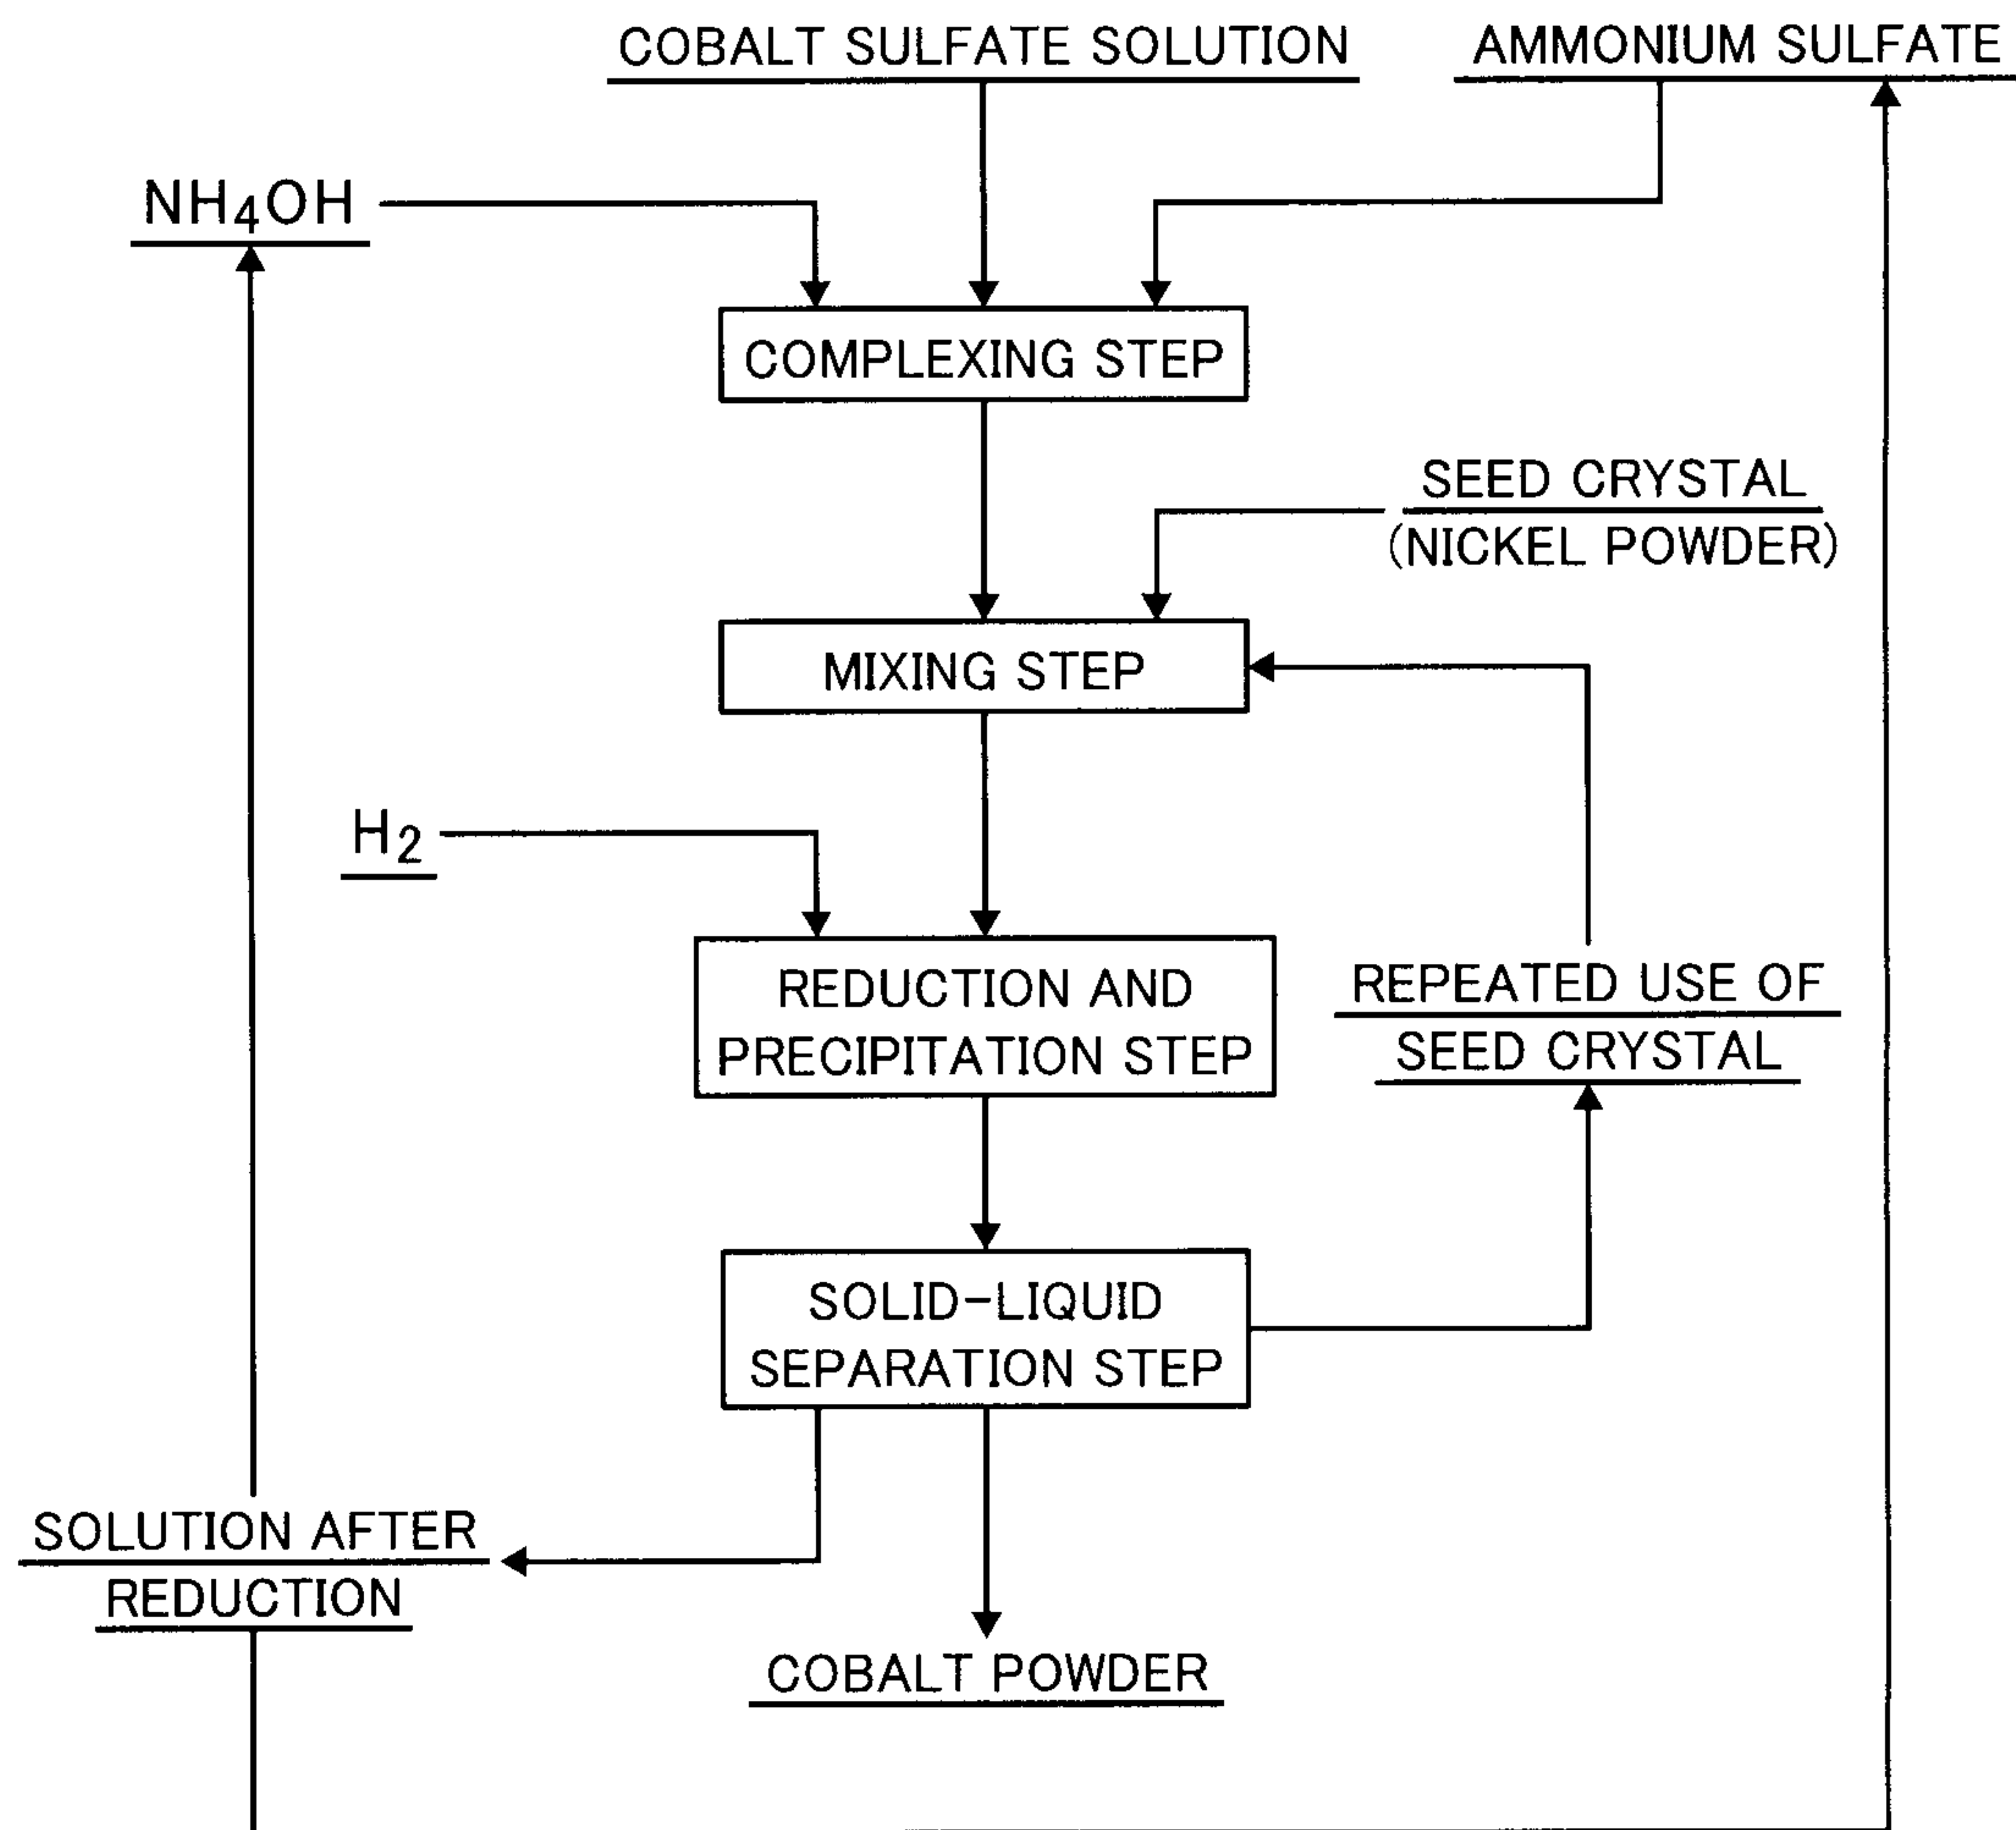 COBALT SULFATE SOLUTION
AMMONIUM SULFATE
NH₄OH
COMPLEXING STEP
SEED CRYSTAL
(NICKEL POWDER)
MIXING STEP
H₂
REDUCTION AND
PRECIPITATION STEP
REPEATED USE OF
SEED CRYSTAL
SOLID-LIQUID
SEPARATION STEP
SOLUTION AFTER
REDUCTION
COBALT POWDER